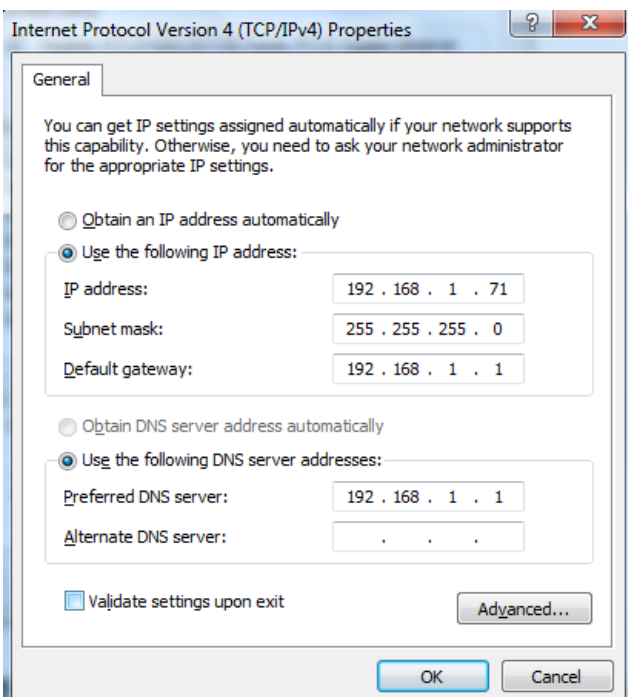 Internet Protocol Version 4 (TCP/IPv4) Properties
?
X
General
You can get IP settings assigned automatically if your network supports
this capability. Otherwise, you need to ask your network administrator
for the appropriate IP settings.
Obtain an IP address automatically
Use the following IP address:
IP address: 192 . 168 . 1 . 71
Subnet mask: 255 . 255 . 255 . 0
Default gateway: 192 . 168 . 1 . 1
Obtain DNS server address automatically
Use the following DNS server addresses:
Preferred DNS server: 192 . 168 . 1 . 1
Alternate DNS server: . . .
Validate settings upon exit
Advanced...
OK Cancel